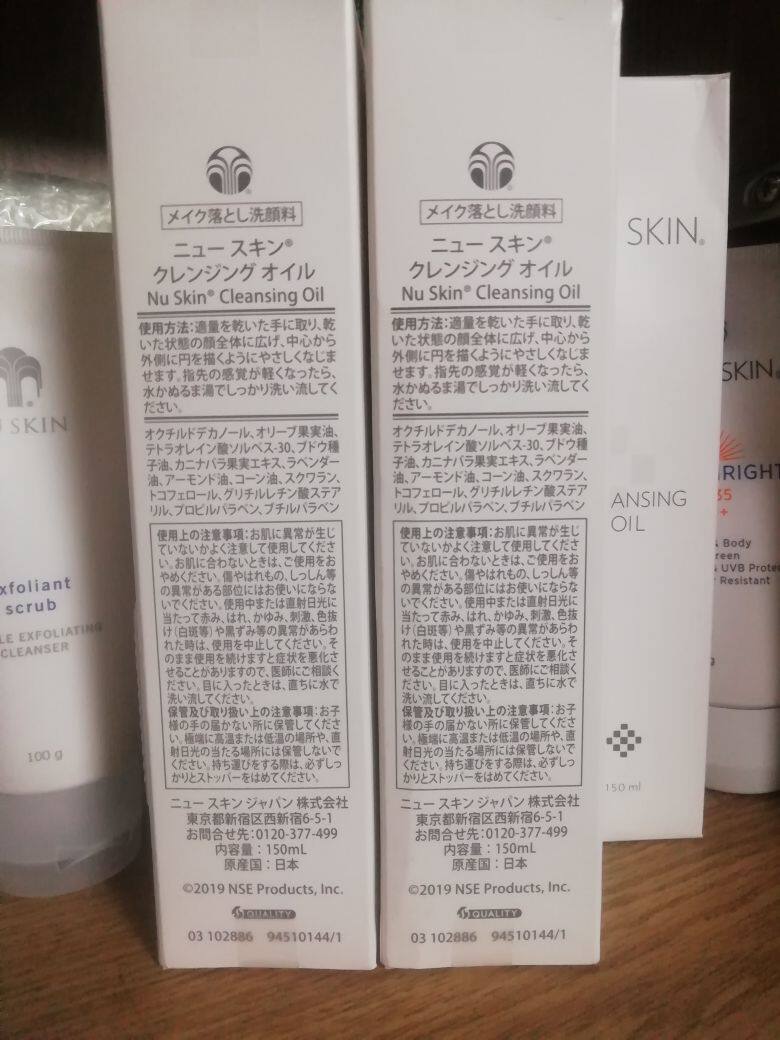 メイク落とし洗顔料
ニュー スキン®
クレンジング オイル
Nu Skin® Cleansing Oil
使用方法:適量を乾いた手に取り、乾
いた状態の顔全体に広げ、中心から
外側に円を描くようにやさしくなじま
せます。指先の感覚が軽くなったら、
水かぬるま湯でしっかり洗い流してく
ださい。
オクチルドデカノール、オリーブ果実油、
テトラオレイン酸ソルベス-30、ブドウ種
子油、カニナバラ果実エキス、ラベンダー
油、アーモンド油、コーン油、スクワラン、
トコフェロール、グリチルレチン酸ステア
リル、プロピルパラベン、ブチルパラベン
使用上の注意事項:お肌に異常が生じ
ていないかよく注意して使用してくださ
い。お肌に合わないときは、ご使用をお
やめください。傷やはれもの、しっしん等
の異常がある部位にはお使いにならな
いでください。使用中または直射日光に
当たって赤み、はれ、かゆみ、刺激、色抜
け(白斑等)や黒ずみ等の異常があらわ
れた時は、使用を中止してください。そ
のまま使用を続けますと症状を悪化さ
せることがありますので、医師にご相談く
ださい。目に入ったときは、直ちに水で
洗い流してください。
保管及び取り扱い上の注意事項:お子
様の手の届かない所に保管してくださ
い。極端に高温または低温の場所や、直
射日光の当たる場所には保管しないで
ください。持ち運びをする際は、必ずしっ
かりとストッパーをはめてください。
ニュー スキン ジャパン 株式会社
東京都新宿区西新宿6-5-1
お問合せ先:0120-377-499
内容量:150mL
原産国:日本
©2019 NSE Products, Inc.
QUALITY
03 102886 94510144/1
メイク落とし洗顔料
ニュー スキン®
クレンジング オイル
Nu Skin® Cleansing Oil
使用方法:適量を乾いた手に取り、乾
いた状態の顔全体に広げ、中心から
外側に円を描くようにやさしくなじま
せます。指先の感覚が軽くなったら、
水かぬるま湯でしっかり洗い流してく
ださい。
オクチルドデカノール、オリーブ果実油、
テトラオレイン酸ソルベス-30、ブドウ種
子油、カニナバラ果実エキス、ラベンダー
油、アーモンド油、コーン油、スクワラン、
トコフェロール、グリチルレチン酸ステア
リル、プロピルパラベン、ブチルパラベン
使用上の注意事項:お肌に異常が生じ
ていないかよく注意して使用してくださ
い。お肌に合わないときは、ご使用をお
やめください。傷やはれもの、しっしん等
の異常がある部位にはお使いにならな
いでください。使用中または直射日光に
当たって赤み、はれ、かゆみ、刺激、色抜
け(白斑等)や黒ずみ等の異常があらわ
れた時は、使用を中止してください。そ
のまま使用を続けますと症状を悪化さ
せることがありますので、医師にご相談く
ださい。目に入ったときは、直ちに水で
洗い流してください。
保管及び取り扱い上の注意事項:お子
様の手の届かない所に保管してくださ
い。極端に高温または低温の場所や、直
射日光の当たる場所には保管しないで
ください。持ち運びをする際は、必ずしっ
かりとストッパーをはめてください。
ニュー スキン ジャパン 株式会社
東京都新宿区西新宿6-5-1
お問合せ先:0120-377-499
内容量:150mL
原産国:日本
©2019 NSE Products, Inc.
QUALITY
03 102886 94510144/1
SKIN
xfoliant
scrub
LE EXFOLIATING
CLEANSER
100 g
SKIN®
ANSING
OIL
150 ml
SKIN®
RIGHT
35
+
& Body
reen
& UVB Prote
Resistant